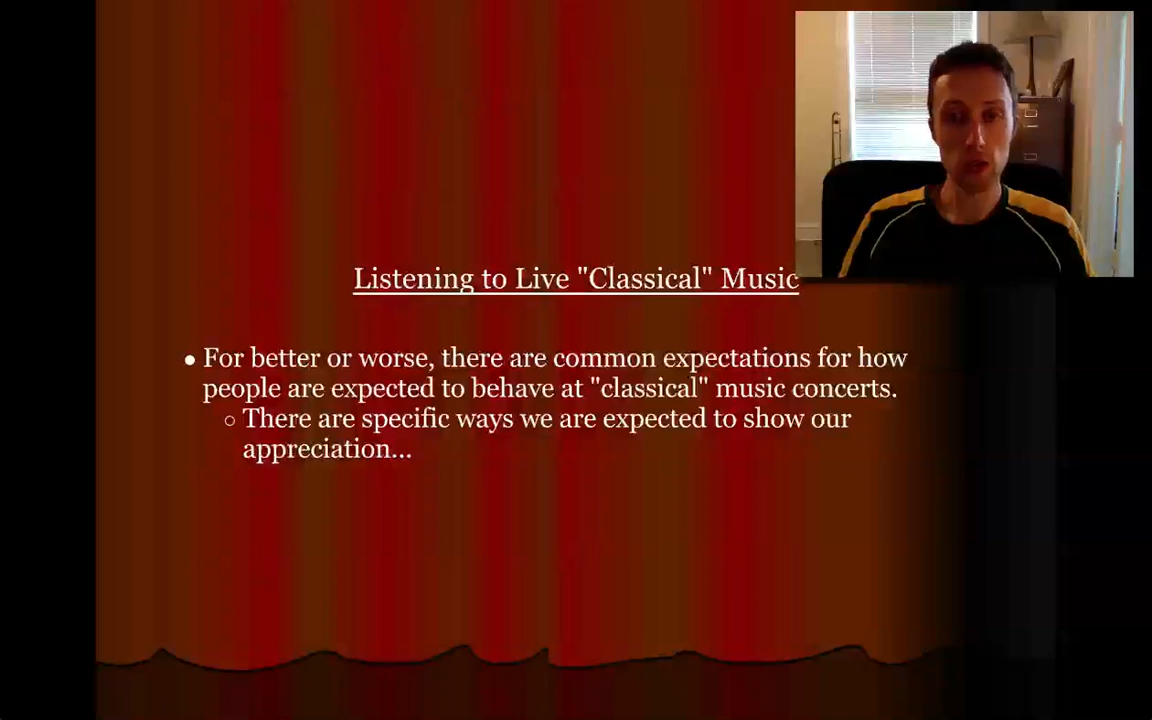 Listening to Live "Classical" Music
● For better or worse, there are common expectations for how
people are expected to behave at "classical" music concerts.
○ There are specific ways we are expected to show our
appreciation...